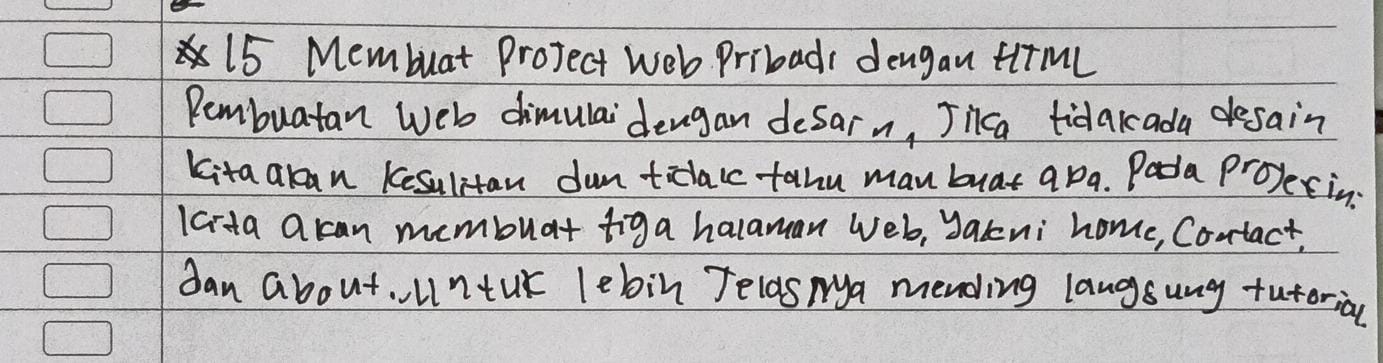 * 15 Membuat Project Web Pribadi dengan HTML
Pembuatan Web dimulai dengan desain, Jika tidak ada desain
kita akan kesulitan dan tidak tahu mau buat apa. Pada project ini
kita akan membuat tiga halaman web, yakni home, Contact,
dan about. Untuk lebih Jelasnya mending langsung tutorial